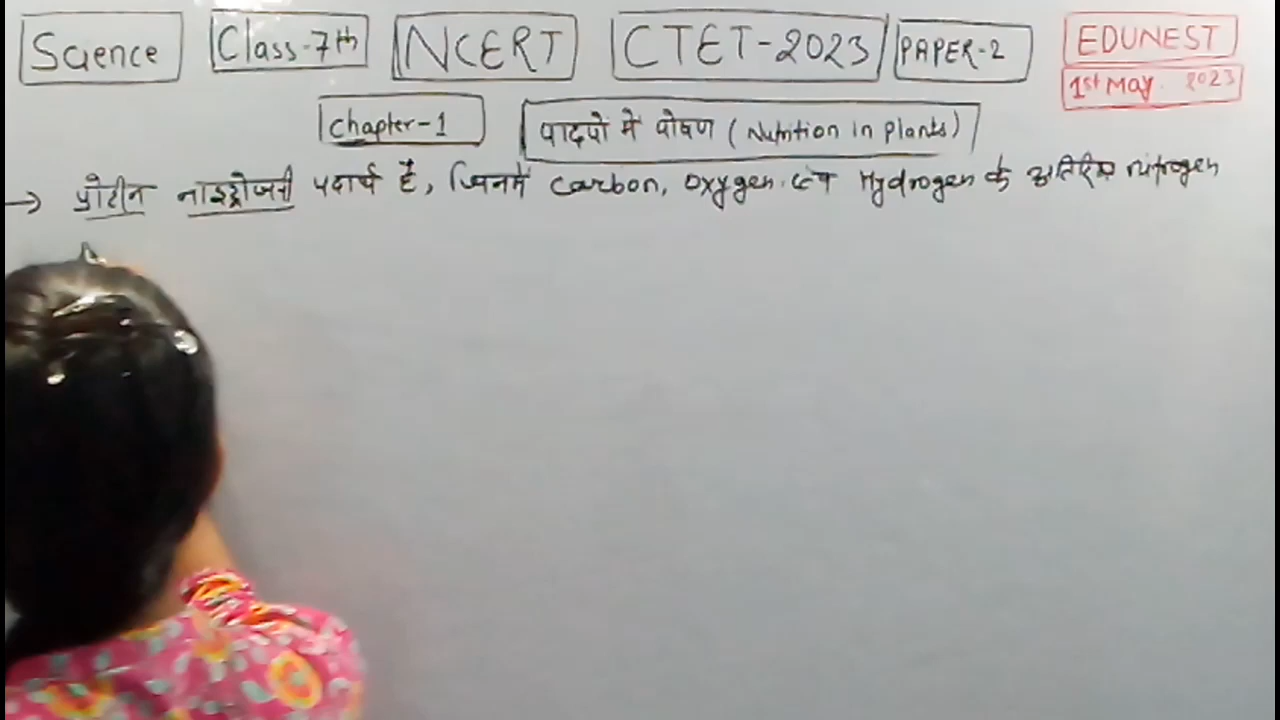 Science Class-7th NCERT CTET-2023 PAPER-2 EDUNEST
1st May 2023
Chapter-1 पादपो में पोषण (Nutrition in plants)
→ प्रोटीन नाइट्रोजनी पदार्थ हैं, जिनमें carbon, oxygen एवं Hydrogen के अतिरिक्त nitrogen